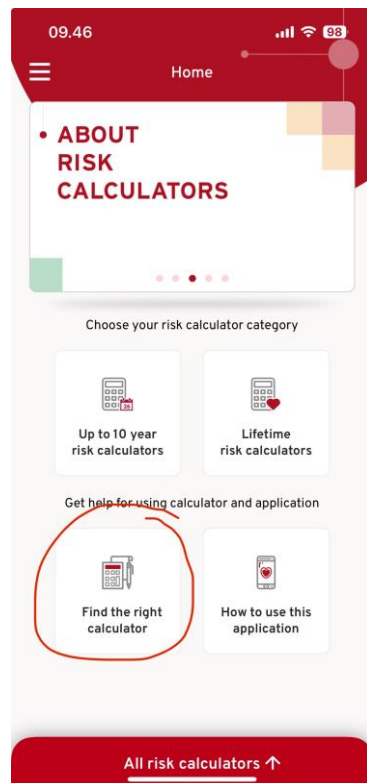 09.46
98
Home
ABOUT
RISK
CALCULATORS
Choose your risk calculator category
Up to 10 year
risk calculators
Lifetime
risk calculators
Get help for using calculator and application
Find the right
calculator
How to use this
application
All risk calculators ↑